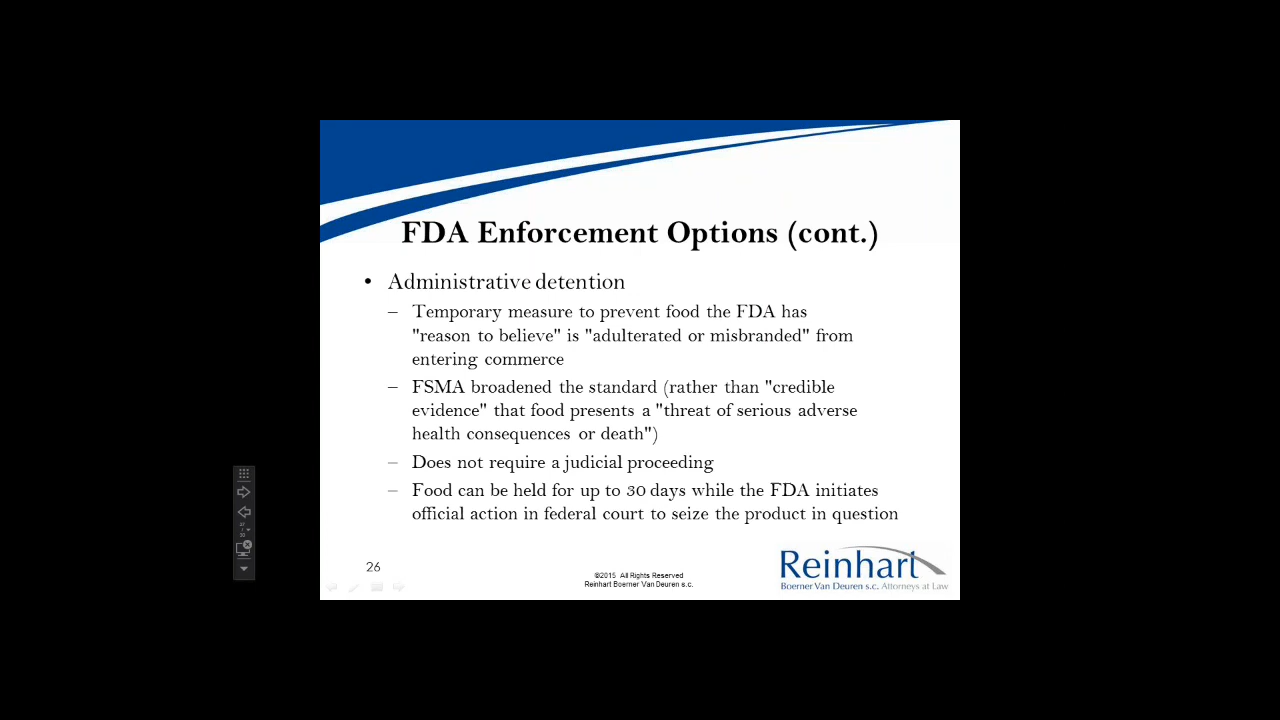 FDA Enforcement Options (cont.)
• Administrative detention
– Temporary measure to prevent food the FDA has
"reason to believe" is "adulterated or misbranded" from
entering commerce
– FSMA broadened the standard (rather than "credible
evidence" that food presents a "threat of serious adverse
health consequences or death")
– Does not require a judicial proceeding
– Food can be held for up to 30 days while the FDA initiates
official action in federal court to seize the product in question
26
©2015 All Rights Reserved
Reinhart Boerner Van Deuren s.c.
Reinhart
Boerner Van Deuren s.c. Attorneys at Law